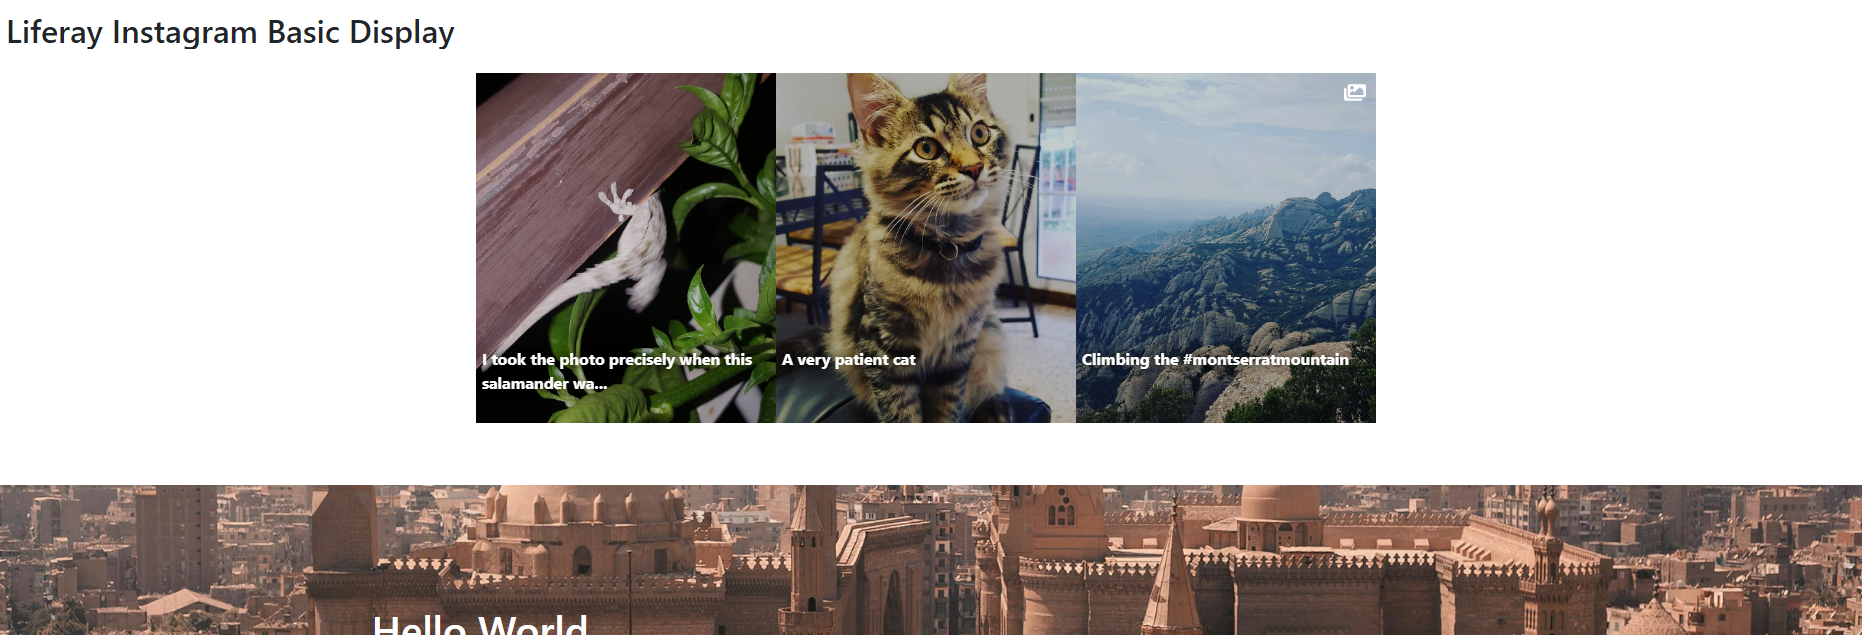 Liferay Instagram Basic Display
I took the photo precisely when this
salamander wa...
A very patient cat
Climbing the #montserratmountain
Hello World